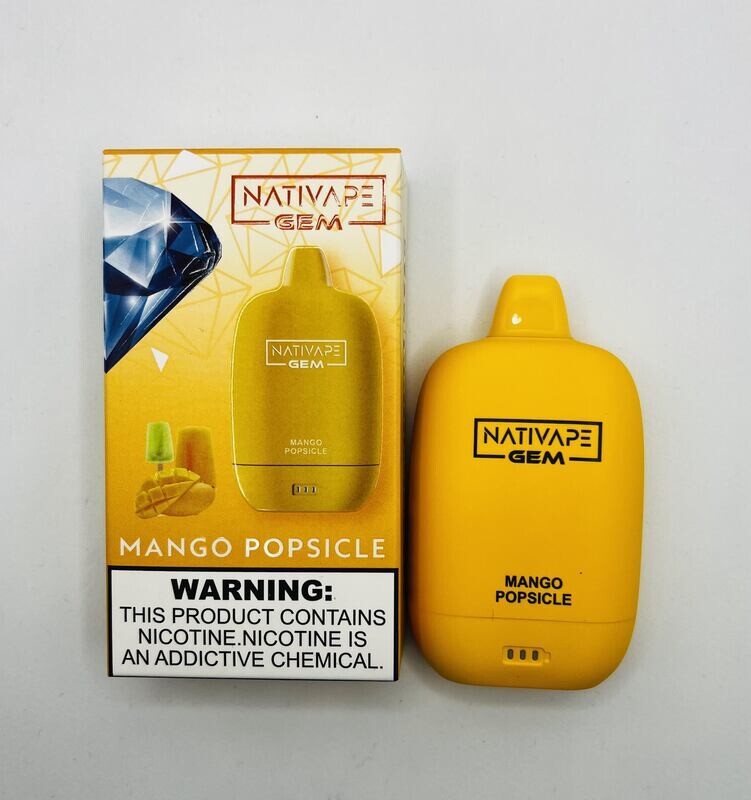 NATIVAPE
GEM
NATIVAPE
GEM
MANGO
POPSICLE
MANGO POPSICLE
WARNING:
THIS PRODUCT CONTAINS
NICOTINE.NICOTINE IS
AN ADDICTIVE CHEMICAL.
NATIVAPE
GEM
MANGO
POPSICLE